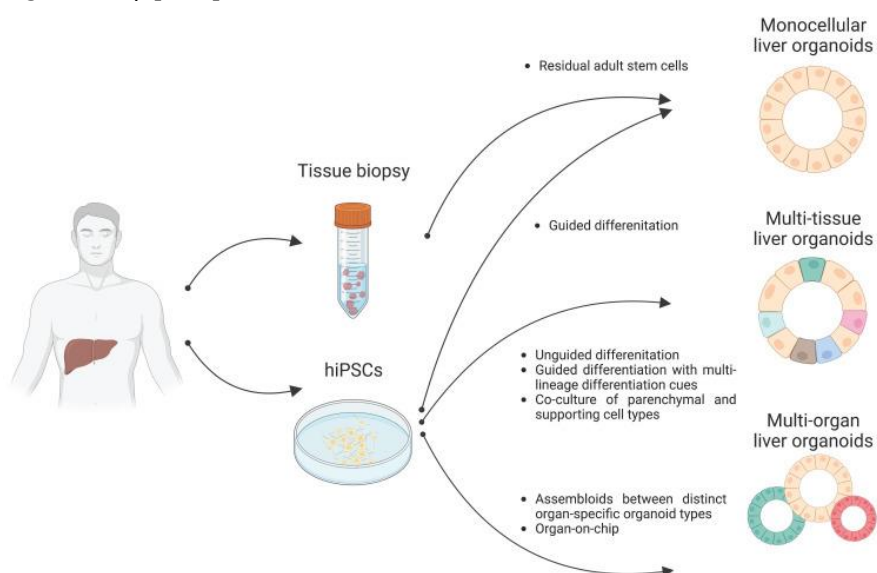 Monocellular
liver organoids
• Residual adult stem cells
Tissue biopsy
• Guided differenitation
Multi-tissue
liver organoids
hiPSCs
• Unguided differenitation
• Guided differentiation with multi-
lineage differentiation cues
• Co-culture of parenchymal and
supporting cell types
Multi-organ
liver organoids
• Assembloids between distinct
organ-specific organoid types
• Organ-on-chip